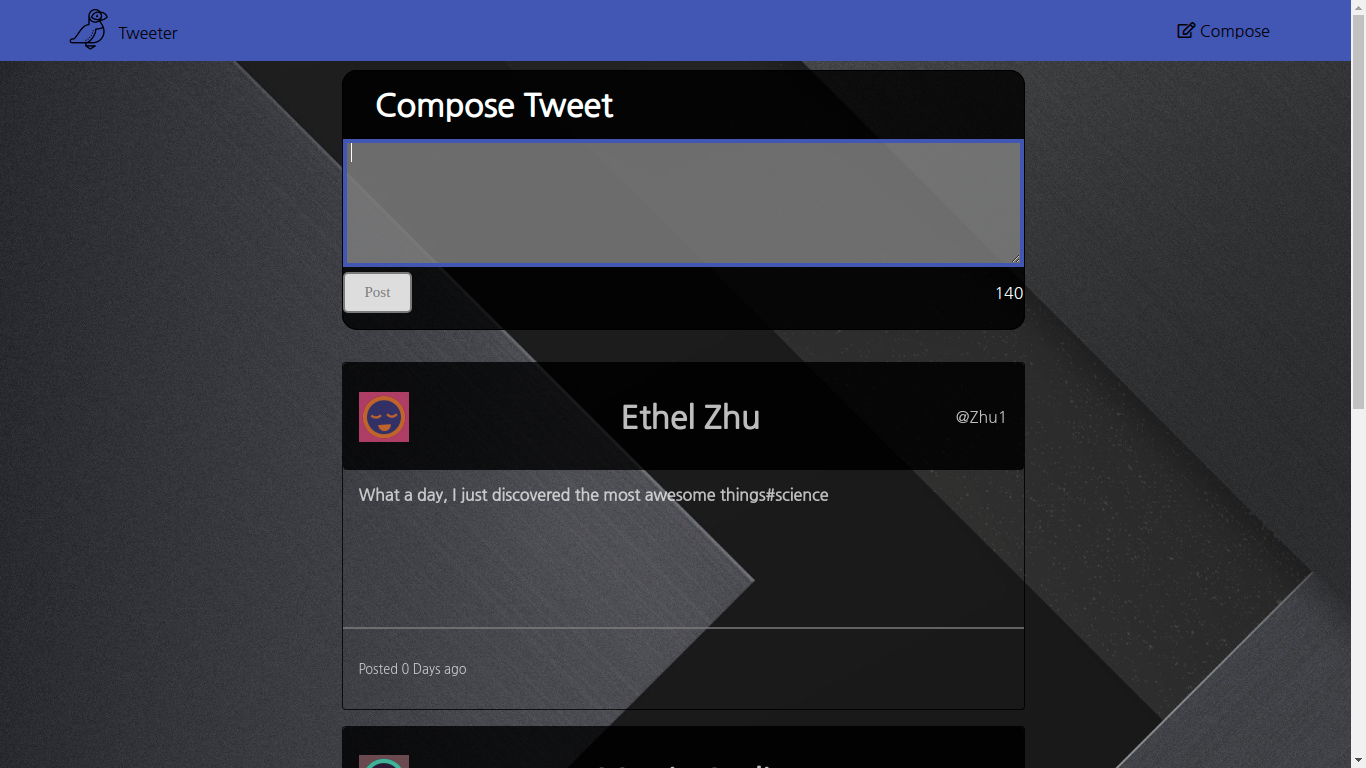 Tweeter
Compose
Compose Tweet
Post
140
Ethel Zhu
@Zhu1
What a day, I just discovered the most awesome things#science
Posted 0 Days ago